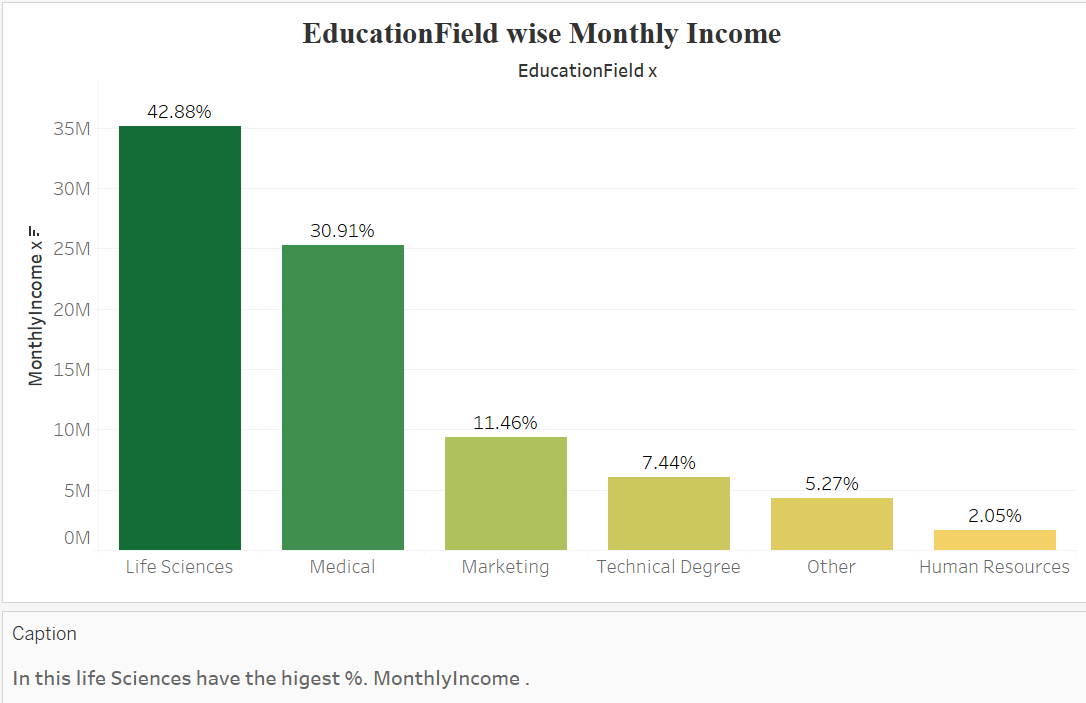 EducationField wise Monthly Income
EducationField x
MonthlyIncome x
35M
30M
25M
20M
15M
10M
5M
0M
42.88%
30.91%
11.46%
7.44%
5.27%
2.05%
Life Sciences
Medical
Marketing
Technical Degree
Other
Human Resources
Caption
In this life Sciences have the higest %. MonthlyIncome .